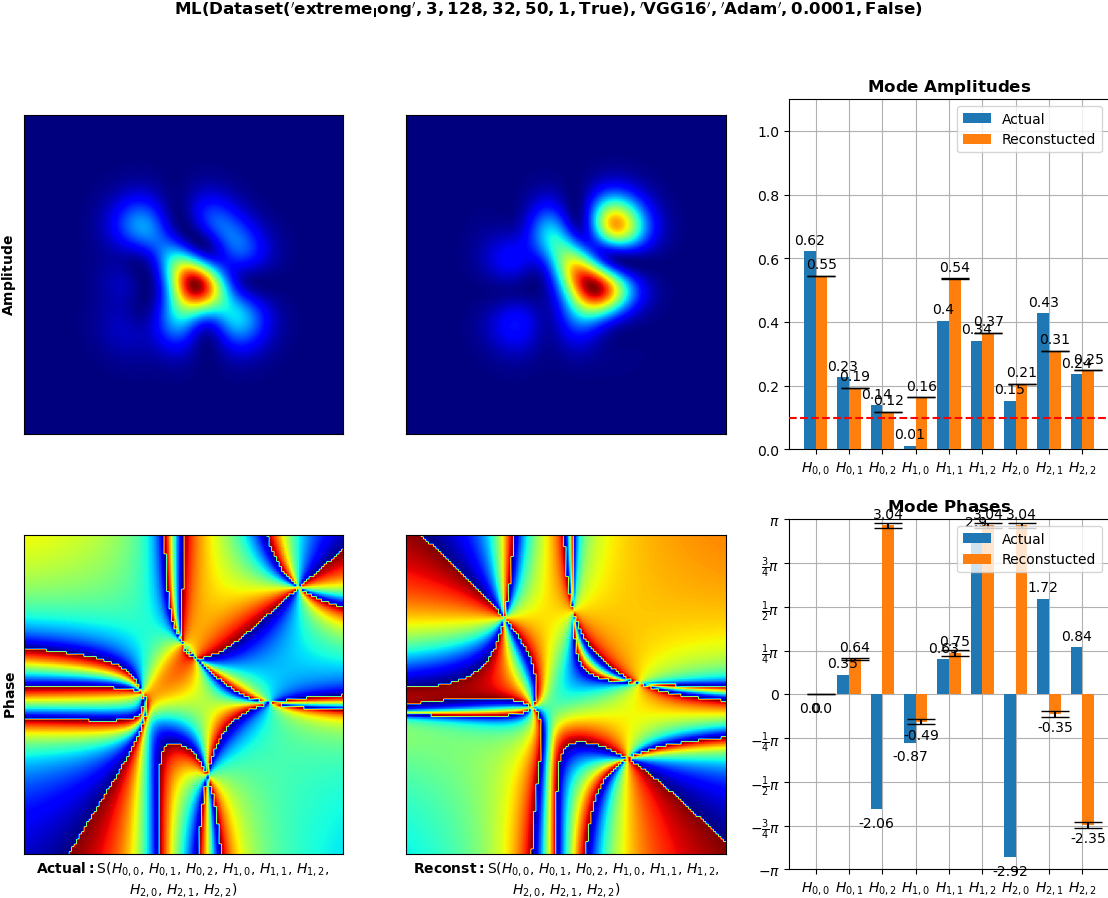 ML(Dataset('extreme_long', 3, 128, 32, 50, 1, True), 'VGG16', 'Adam', 0.0001, False)
Mode Amplitudes
Actual
Reconstucted
1.0
0.8
0.6
0.4
0.2
0.0
0.62
0.55
0.23
0.19
0.14
0.12
0.01
0.16
0.4
0.54
0.34
0.37
0.15
0.21
0.43
0.31
0.24
0.25
H0,0 H0,1 H0,2 H1,0 H1,1 H1,2 H2,0 H2,1 H2,2
Amplitude
Mode Phases
Actual
Reconstucted
π
3/4π
1/2π
1/4π
0
−1/4π
−1/2π
−3/4π
−π
0.0
0.0
0.35
0.64
-2.06
3.04
-0.87
-0.49
0.63
0.75
3.04
-2.92
3.04
1.72
-0.35
0.84
-2.35
H0,0 H0,1 H0,2 H1,0 H1,1 H1,2 H2,0 H2,1 H2,2
Phase
Actual: S(H0,0, H0,1, H0,2, H1,0, H1,1, H1,2,
H2,0, H2,1, H2,2)
Reconst: S(H0,0, H0,1, H0,2, H1,0, H1,1, H1,2,
H2,0, H2,1, H2,2)